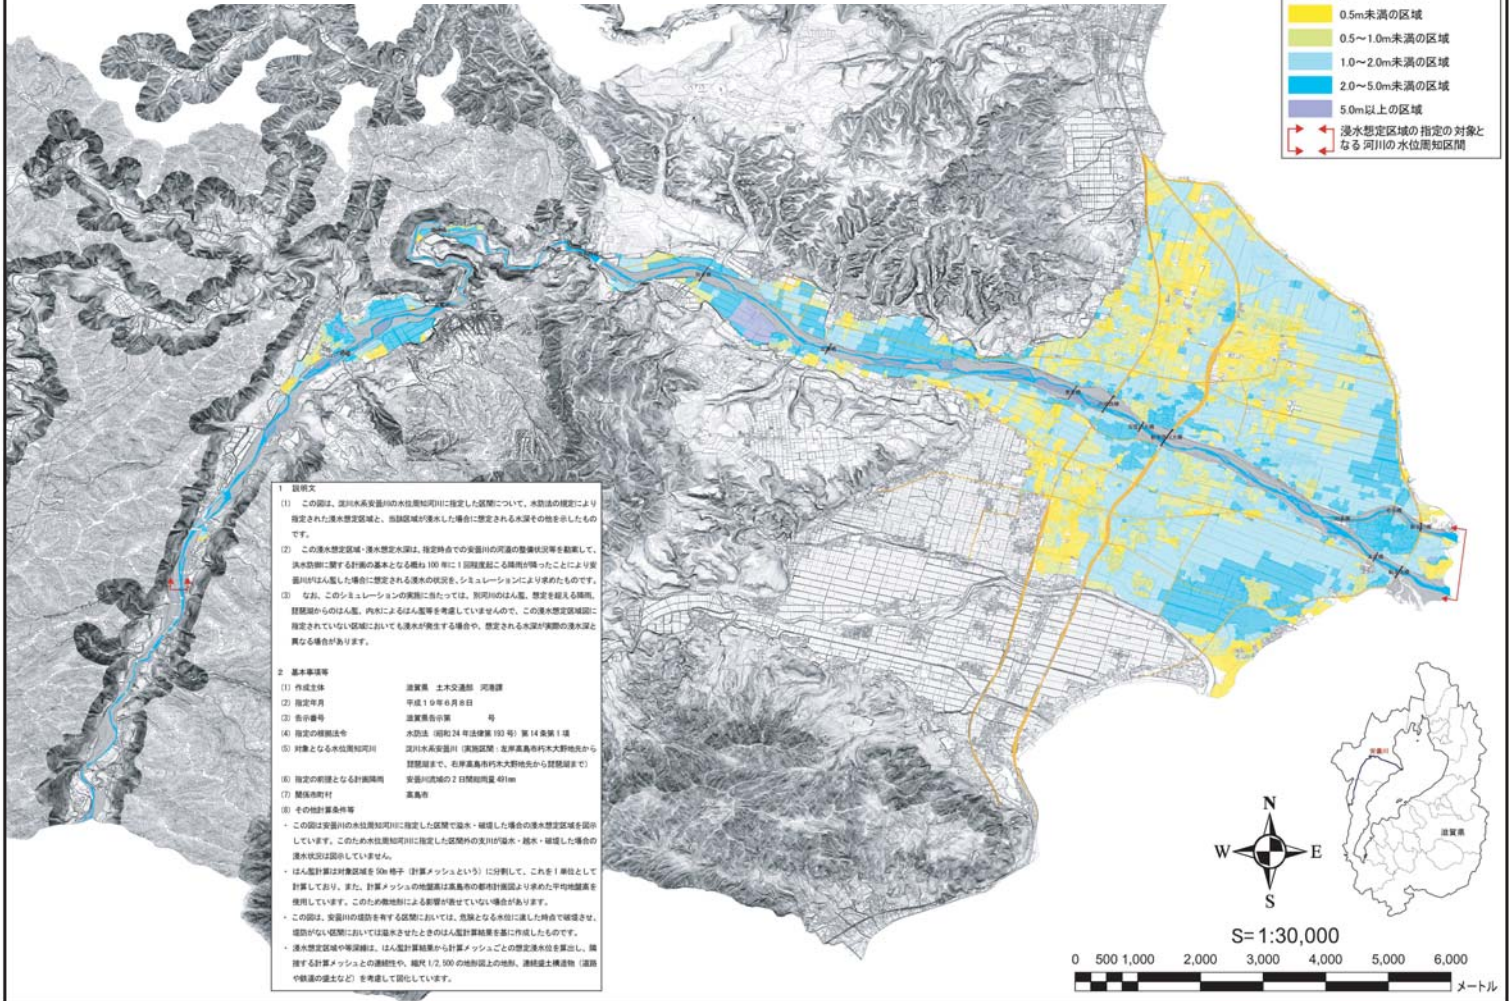 0.5m未満の区域
0.5～1.0m未満の区域
1.0～2.0m未満の区域
2.0～5.0m未満の区域
5.0m以上の区域
浸水想定区域の指定の対象と
なる河川の水位周知区間
1 説明文
(1) この図は、淀川水系安曇川の水位周知河川に指定した区間について、水防法の規定により
指定された浸水想定区域と、当該区域が浸水した場合に想定される水深その他を示したもの
です。
(2) この浸水想定区域・浸水想定水深は、指定時点での安曇川の河道の整備状況等を勘案して、
洪水防御に関する計画の基本となる概ね100年に1回程度起こる降雨が降ったことにより安
曇川がはん濫した場合に想定される浸水の状況を、シミュレーションにより求めたものです。
(3) なお、このシミュレーションの実施に当たっては、別河川のはん濫、想定を超える降雨、
琵琶湖からのはん濫、内水によるはん濫等を考慮していませんので、この浸水想定区域図に
指定されていない区域においても浸水が発生する場合や、想定される水深が実際の浸水深と
異なる場合があります。
2 基本事項等
(1) 作成主体 滋賀県 土木交通部 河港課
(2) 指定年月 平成19年6月8日
(3) 告示番号 滋賀県告示第 号
(4) 指定の根拠法令 水防法（昭和24年法律第193号）第14条第1項
(5) 対象となる水位周知河川 淀川水系安曇川（実施区間：左岸高島市朽木大野地先から
琵琶湖まで、右岸高島市朽木大野地先から琵琶湖まで）
(6) 指定の前提となる計画降雨 安曇川流域の2日間総雨量491mm
(7) 関係市町村 高島市
(8) その他計算条件等
・ この図は安曇川の水位周知河川に指定した区間で溢水・破堤した場合の浸水想定区域を図示
しています。このため水位周知河川に指定した区間外の支川が溢水・越水・破堤した場合の
浸水状況は図示していません。
・ はん濫計算は対象区域を50m格子（計算メッシュという）に分割して、これを1単位として
計算しており、また、計算メッシュの地盤高は高島市の都市計画図より求めた平均地盤高を
使用しています。このため微地形による影響が表せていない場合があります。
・ この図は、安曇川の堤防を有する区間においては、危険となる水位に達した時点で破堤させ、
堤防がない区間においては溢水させたときのはん濫計算結果を基に作成したものです。
・ 浸水想定区域や等深線は、はん濫計算結果から計算メッシュごとの想定浸水位を算出し、隣
接する計算メッシュとの連続性や、縮尺1/2,500の地形図上の地形、連続盛土構造物（道路
や鉄道の盛土など）を考慮して図化しています。
安曇川
滋賀県
N
W E
S
S=1:30,000
0 500 1,000 2,000 3,000 4,000 5,000 6,000
メートル